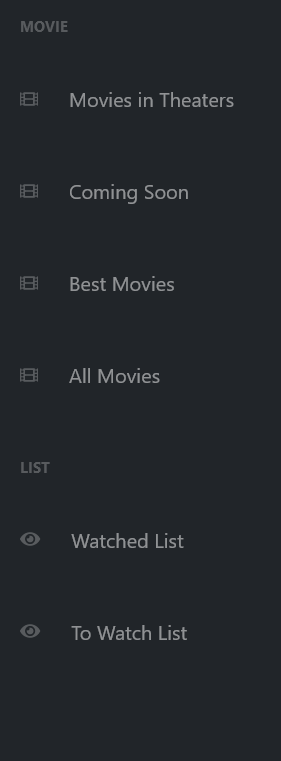 MOVIE
Movies in Theaters
Coming Soon
Best Movies
All Movies
LIST
Watched List
To Watch List